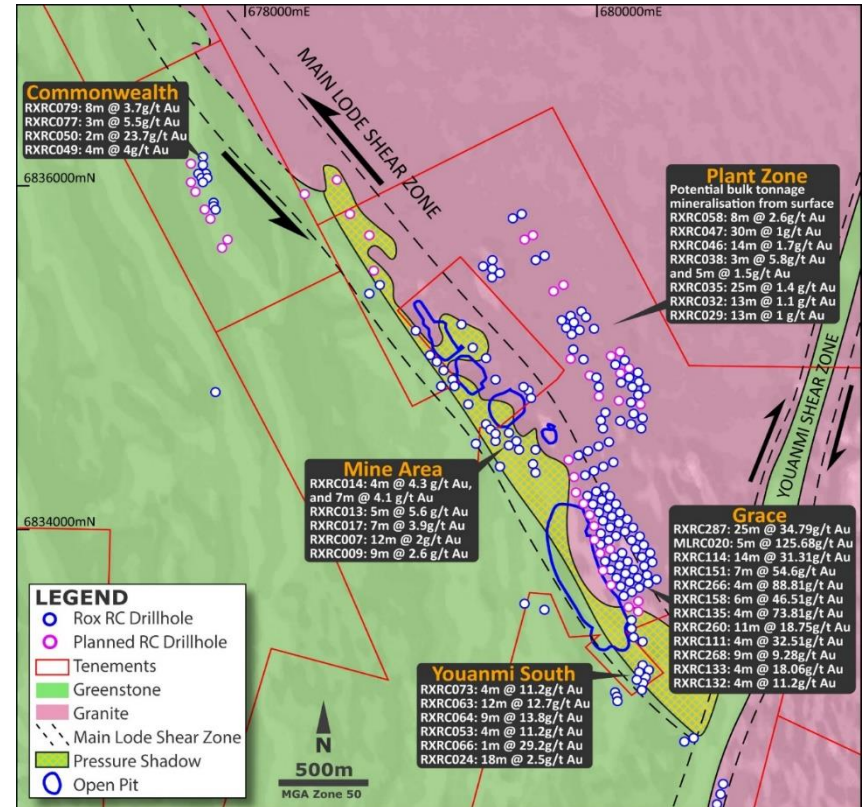 678000mE
680000mE
6836000mN
6834000mN
MAIN LODE SHEAR ZONE
YOUANMI SHEAR ZONE
Commonwealth
RXRC079: 8m @ 3.7g/t Au
RXRC077: 3m @ 5.5g/t Au
RXRC050: 2m @ 23.7g/t Au
RXRC049: 4m @ 4g/t Au
Plant Zone
Potential bulk tonnage
mineralisation from surface
RXRC058: 8m @ 2.6g/t Au
RXRC047: 30m @ 1g/t Au
RXRC046: 14m @ 1.7g/t Au
RXRC038: 3m @ 5.8g/t Au
and 5m @ 1.5g/t Au
RXRC035: 25m @ 1.4 g/t Au
RXRC032: 13m @ 1.1 g/t Au
RXRC029: 13m @ 1 g/t Au
Mine Area
RXRC014: 4m @ 4.3 g/t Au,
and 7m @ 4.1 g/t Au
RXRC013: 5m @ 5.6 g/t Au
RXRC017: 7m @ 3.9g/t Au
RXRC007: 12m @ 2g/t Au
RXRC009: 9m @ 2.6 g/t Au
Grace
RXRC287: 25m @ 34.79g/t Au
MLRC020: 5m @ 125.68g/t Au
RXRC114: 14m @ 31.31g/t Au
RXRC151: 7m @ 54.6g/t Au
RXRC266: 4m @ 88.81g/t Au
RXRC158: 6m @ 46.51g/t Au
RXRC135: 4m @ 73.81g/t Au
RXRC260: 11m @ 18.75g/t Au
RXRC111: 4m @ 32.51g/t Au
RXRC268: 9m @ 9.28g/t Au
RXRC133: 4m @ 18.06g/t Au
RXRC132: 4m @ 11.2g/t Au
Youanmi South
RXRC073: 4m @ 11.2g/t Au
RXRC063: 12m @ 12.7g/t Au
RXRC064: 9m @ 13.8g/t Au
RXRC053: 4m @ 11.2g/t Au
RXRC066: 1m @ 29.2g/t Au
RXRC024: 18m @ 2.5g/t Au
LEGEND
Rox RC Drillhole
Planned RC Drillhole
Tenements
Greenstone
Granite
Main Lode Shear Zone
Pressure Shadow
Open Pit
N
500m
MGA Zone 50